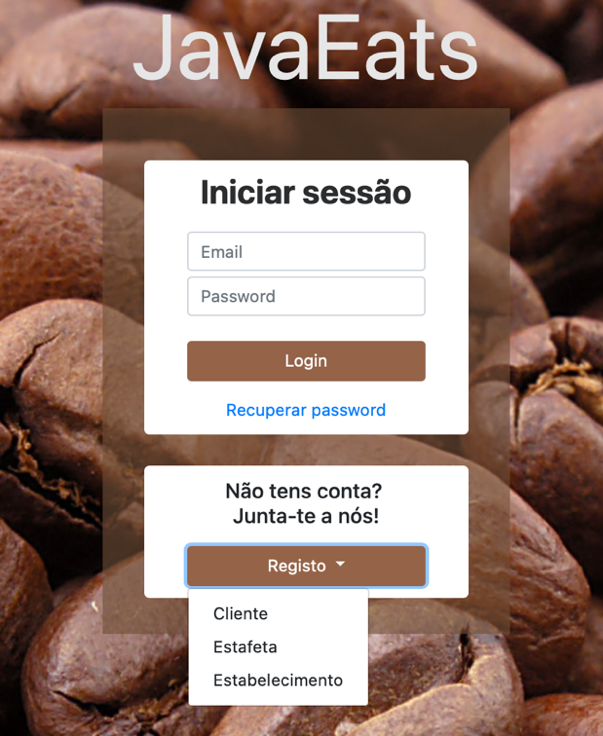 JavaEats
Iniciar sessão
Email
Password
Login
Recuperar password
Não tens conta?
Junta-te a nós!
Registo
Cliente
Estafeta
Estabelecimento